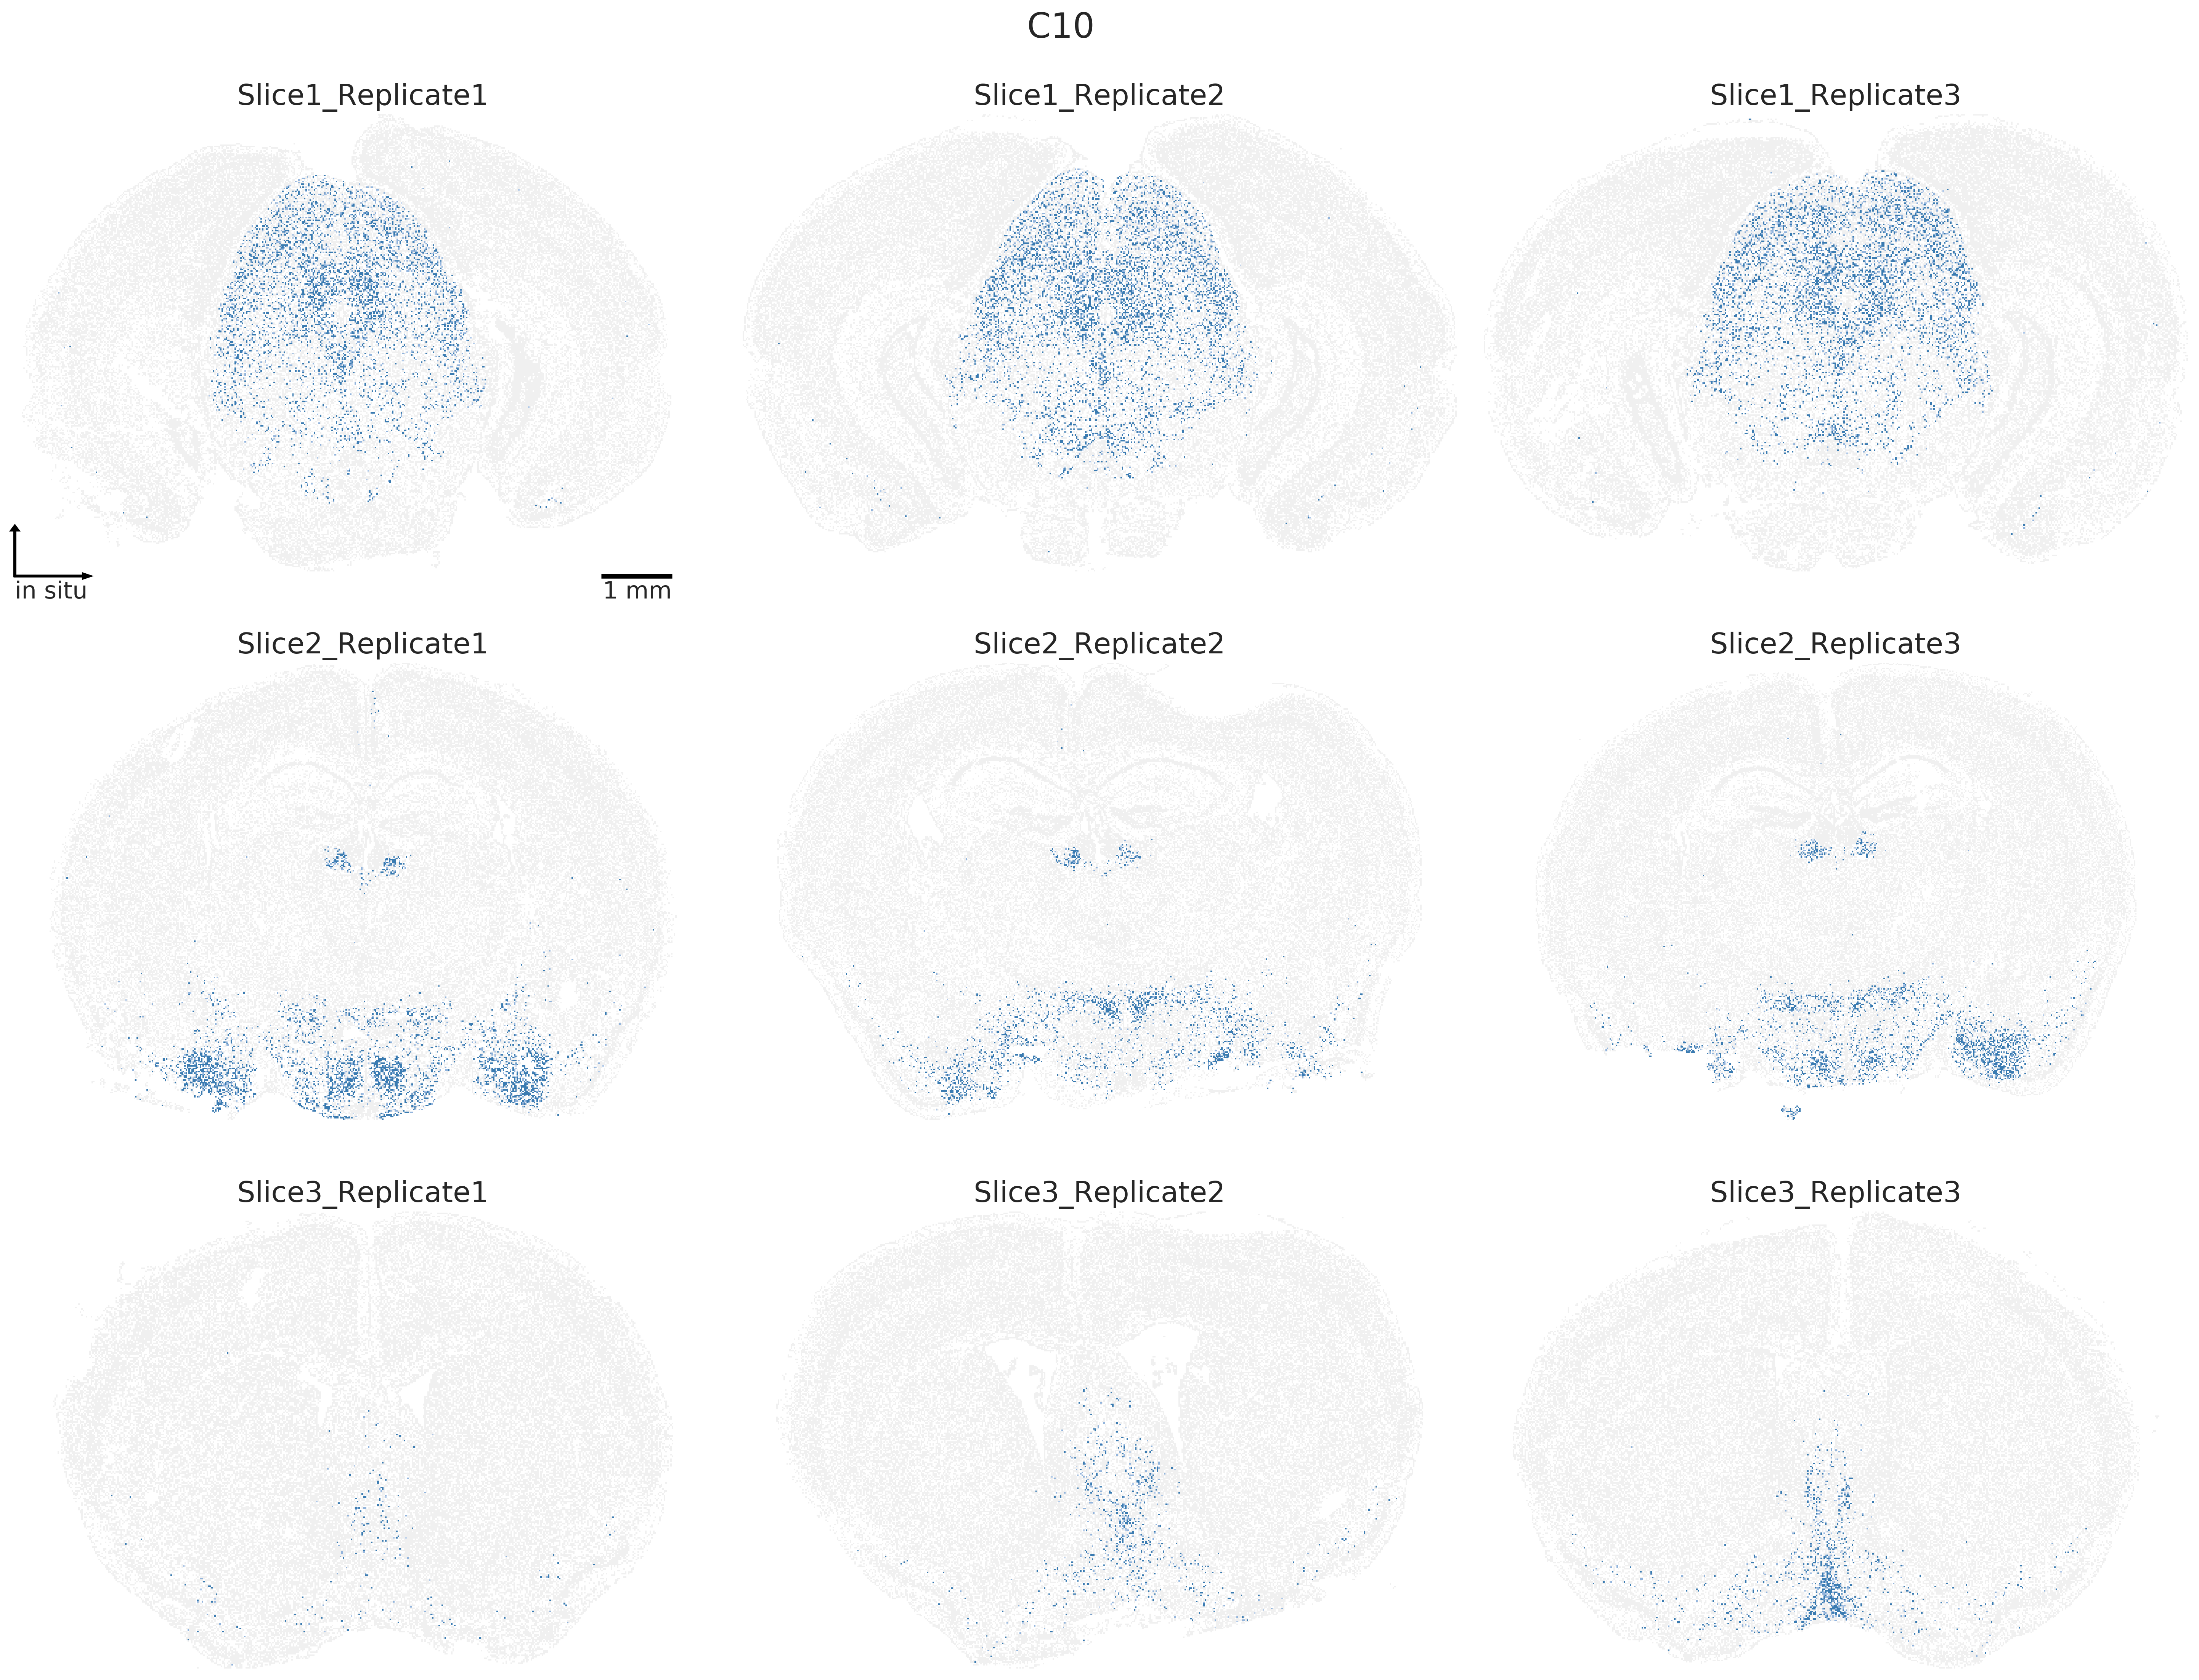 C10
Slice1_Replicate1
Slice1_Replicate2
Slice1_Replicate3
in situ
1 mm
Slice2_Replicate1
Slice2_Replicate2
Slice2_Replicate3
Slice3_Replicate1
Slice3_Replicate2
Slice3_Replicate3